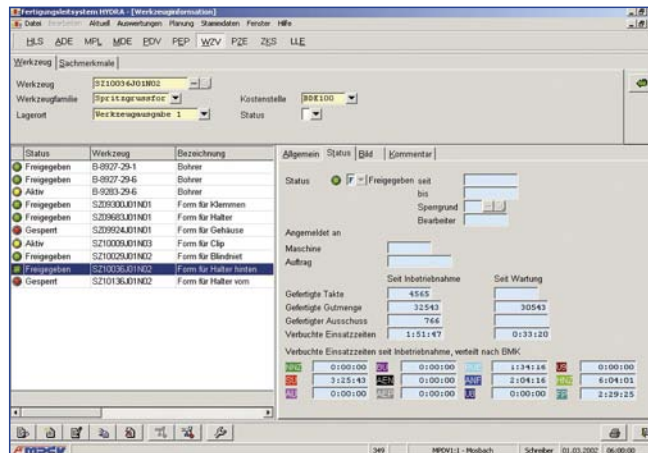 Fertigungsleitsystem HYDRA - [Werkzeuginformation]
Datei Bearbeiten Aktuell Auswertungen Planung Stammdaten Fenster Hilfe
HLS ADE MPL MDE PDV PEP WZV PZE ZKS LLE
Werkzeug Sachmerkmale
Werkzeug SZ10036J01N02
Werkzeugfamilie Spritzgussfor Kostenstelle BDE100
Lagerort Werkzeugausgabe 1 Status
Status Werkzeug Bezeichnung
Freigegeben B-8927-29-1 Bohrer
Freigegeben B-8927-29-6 Bohrer
Aktiv B-9283-29-6 Bohrer
Freigegeben SZ09300J01N01 Form für Klemmen
Freigegeben SZ09683J01N01 Form für Halter
Gesperrt SZ09924J01N01 Form für Gehäuse
Aktiv SZ10009J01N03 Form für Clip
Freigegeben SZ10029J01N02 Form für Blindniet
Freigegeben SZ10036J01N02 Form für Halter hinten
Gesperrt SZ10136J01N02 Form für Halter vorn
Allgemein Status Bild Kommentar
Status F Freigegeben seit
bis
Sperrgrund
Bearbeiter
Angemeldet an
Maschine
Auftrag
Seit Inbetriebnahme Seit Wartung
Gefertigte Takte 4565
Gefertigte Gutmenge 32543 30543
Gefertigter Ausschuss 766
Verbuchte Einsatzzeiten 1:51:47 0:33:20
Verbuchte Einsatzzeiten seit Inbetriebnahme, verteilt nach BMK
0:00:00 0:00:00 1:34:16 0:00:00
3:25:43 AEN 0:00:00 ANF 2:04:16 6:04:01
0:00:00 0:00:00 0:00:00 2:29:25
MPDV
349 MPDV1:1 - Mosbach Schreiber 01.03.2002 06:00:00